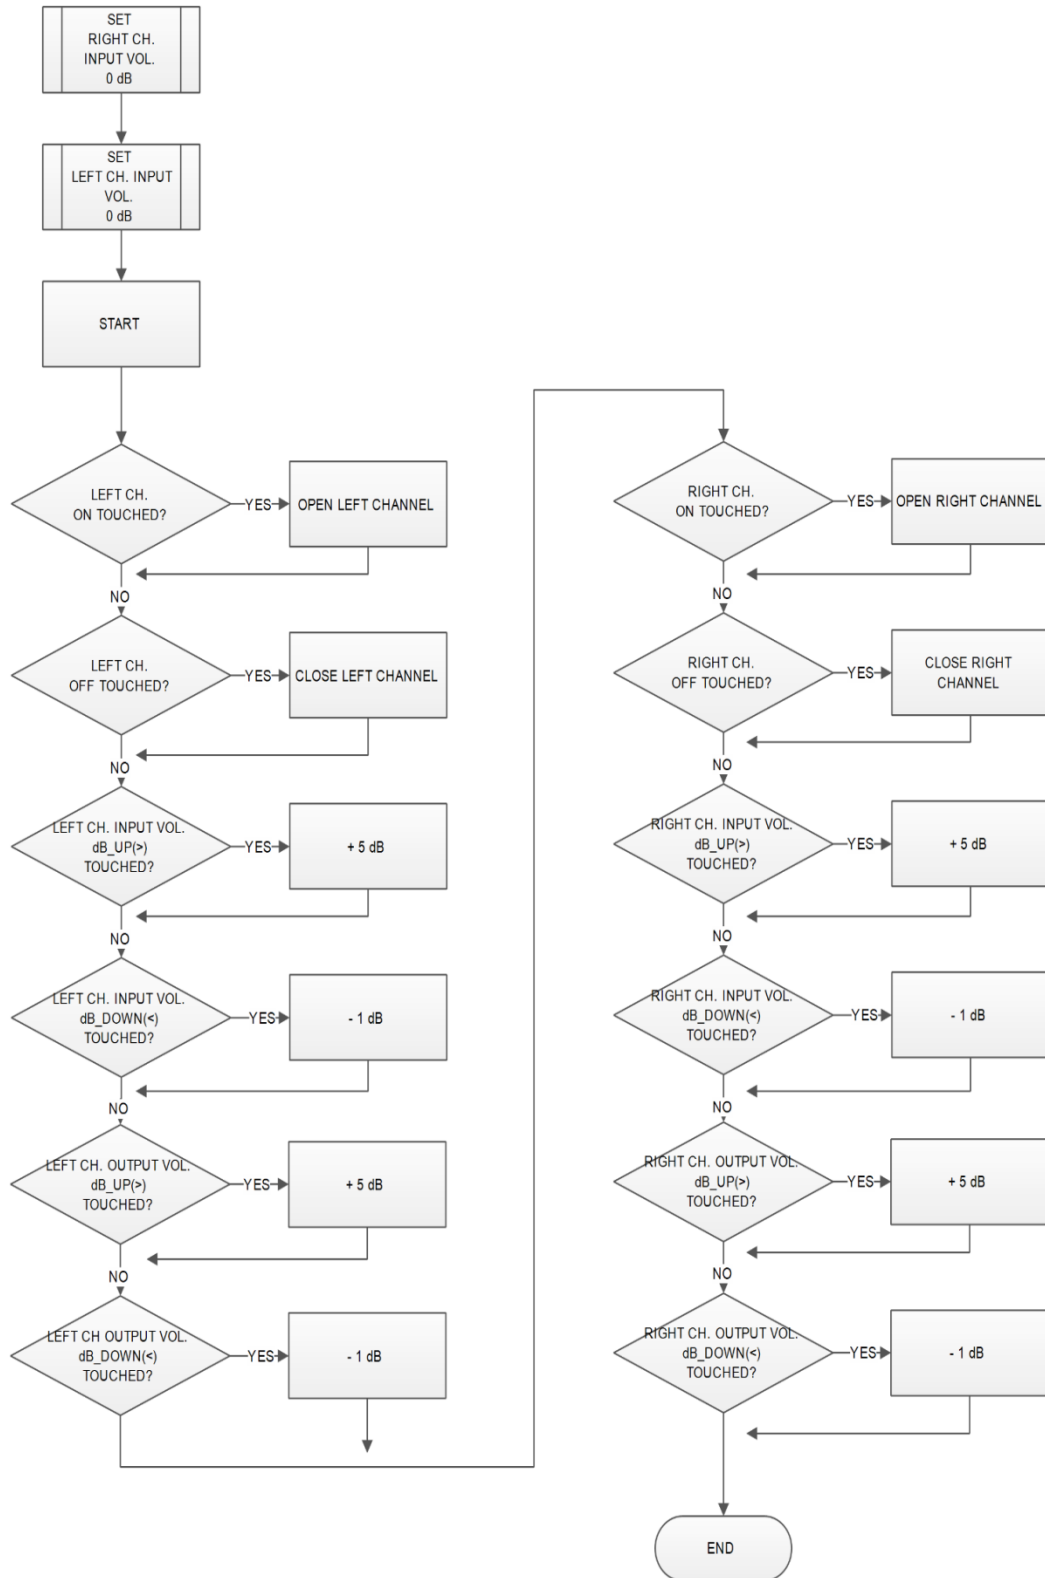 SET
RIGHT CH.
INPUT VOL.
0 dB
SET
LEFT CH. INPUT
VOL.
0 dB
START
LEFT CH.
ON TOUCHED?
YES
OPEN LEFT CHANNEL
NO
LEFT CH.
OFF TOUCHED?
YES
CLOSE LEFT CHANNEL
NO
LEFT CH. INPUT VOL.
dB_UP(>)
TOUCHED?
YES
+ 5 dB
NO
LEFT CH. INPUT VOL.
dB_DOWN(<)
TOUCHED?
YES
- 1 dB
NO
LEFT CH. OUTPUT VOL.
dB_UP(>)
TOUCHED?
YES
+ 5 dB
NO
LEFT CH OUTPUT VOL.
dB_DOWN(<)
TOUCHED?
YES
- 1 dB
RIGHT CH.
ON TOUCHED?
YES
OPEN RIGHT CHANNEL
NO
RIGHT CH.
OFF TOUCHED?
YES
CLOSE RIGHT
CHANNEL
NO
RIGHT CH. INPUT VOL.
dB_UP(>)
TOUCHED?
YES
+ 5 dB
NO
RIGHT CH. INPUT VOL.
dB_DOWN(<)
TOUCHED?
YES
- 1 dB
NO
RIGHT CH. OUTPUT VOL.
dB_UP(>)
TOUCHED?
YES
+ 5 dB
NO
RIGHT CH. OUTPUT VOL.
dB_DOWN(<)
TOUCHED?
YES
- 1 dB
END